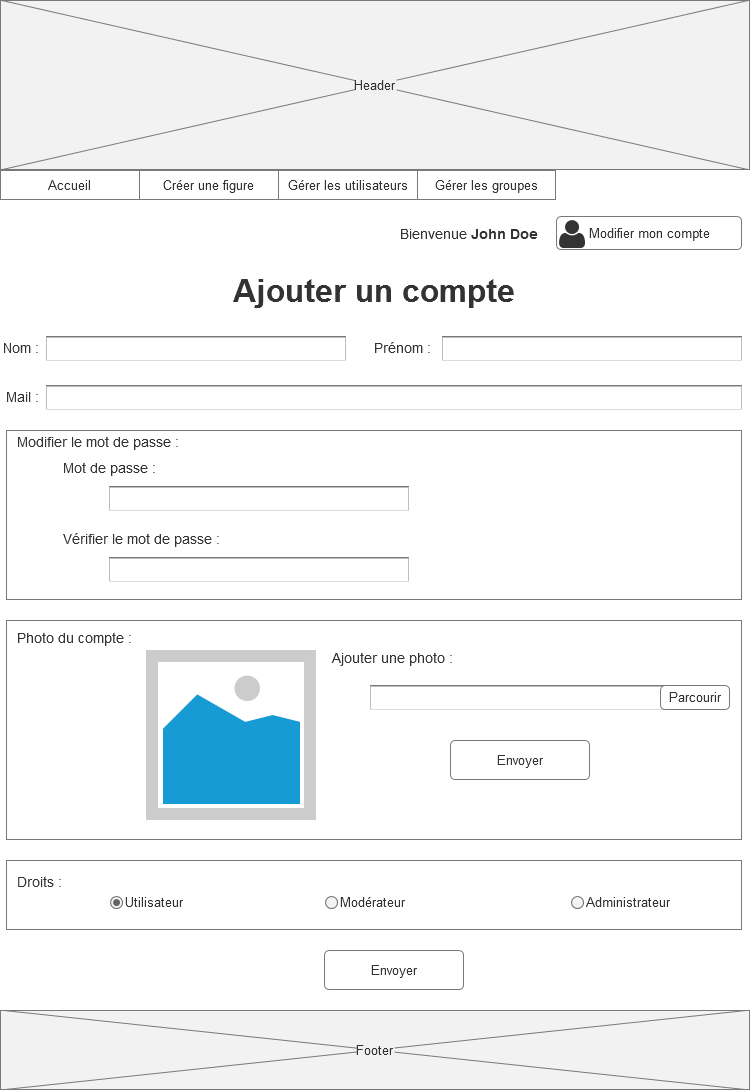 Header
Accueil Créer une figure Gérer les utilisateurs Gérer les groupes
Bienvenue John Doe Modifier mon compte
Ajouter un compte
Nom : Prénom :
Mail :
Modifier le mot de passe :
Mot de passe :
Vérifier le mot de passe :
Photo du compte :
Ajouter une photo :
Parcourir
Envoyer
Droits :
Utilisateur Modérateur Administrateur
Envoyer
Footer